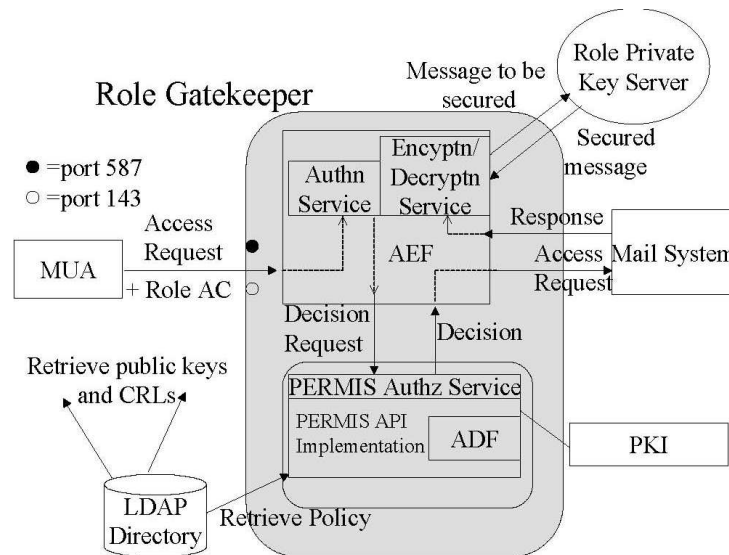 Role Private
Key Server
Message to be
secured
Role Gatekeeper
Secured
message
Encyptn/
Decryptn
Service
Authn
Service
● =port 587
○ =port 143
Access
Request
Response
MUA
AEF
Access
Request
Mail System
+ Role AC
Decision
Request
Decision
Retrieve public keys
and CRLs
PERMIS Authz Service
PERMIS API
Implementation
ADF
PKI
LDAP
Directory
Retrieve Policy